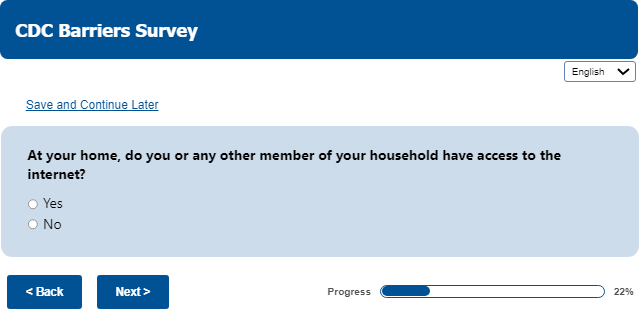 CDC Barriers Survey
English
Save and Continue Later
At your home, do you or any other member of your household have access to the
internet?
Yes
No
< Back
Next >
Progress
22%